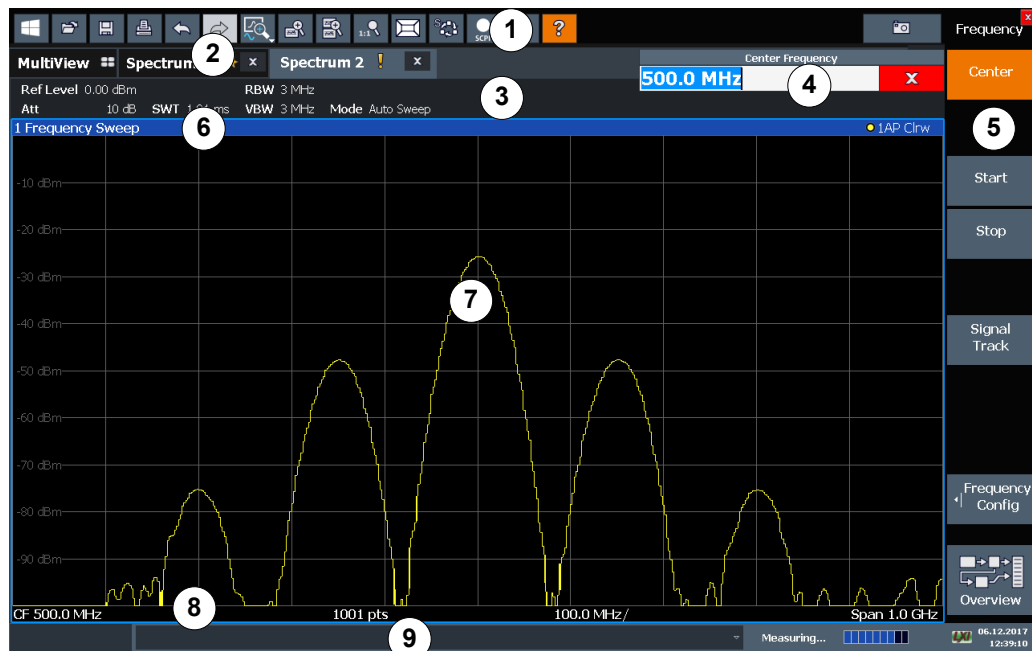 1:1
SCPI
1
?
Frequency
x
2
MultiView
Spectrum
x
Spectrum 2 !
x
Center Frequency
500.0 MHz
4
X
Center
Ref Level 0.00 dBm
RBW 3 MHz
3
Att 10 dB SWT
ms
VBW 3 MHz Mode Auto Sweep
6
5
1 Frequency Sweep
1AP Clrw
-10 dBm
-20 dBm
-30 dBm
-40 dBm
-50 dBm
-60 dBm
-70 dBm
-80 dBm
-90 dBm
7
Start
Stop
Signal
Track
Frequency
Config
Overview
8
CF 500.0 MHz
1001 pts
100.0 MHz/
Span 1.0 GHz
9
Measuring...
06.12.2017
12:39:10